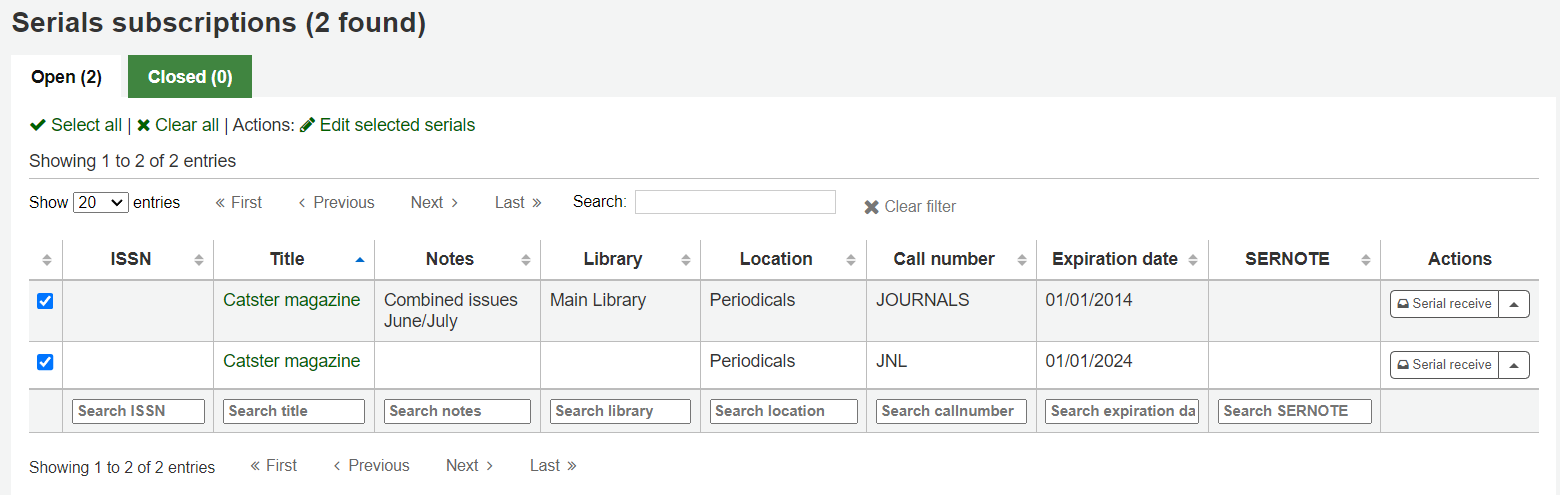 Serials subscriptions (2 found)
Open (2) Closed (0)
Select all | Clear all | Actions: Edit selected serials
Showing 1 to 2 of 2 entries
Show 20 entries First Previous Next Last Search: Clear filter
ISSN Title Notes Library Location Call number Expiration date SERNOTE Actions
Catster magazine Combined issues Main Library Periodicals JOURNALS 01/01/2014 Serial receive
June/July
Catster magazine Periodicals JNL 01/01/2024 Serial receive
Search ISSN Search title Search notes Search library Search location Search callnumber Search expiration da Search SERNOTE
Showing 1 to 2 of 2 entries First Previous Next Last